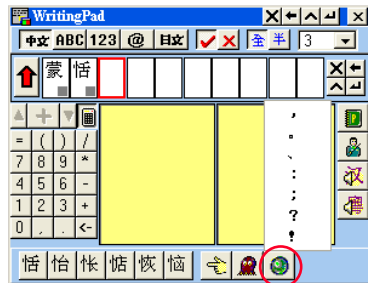 WritingPad
中文 ABC 123 @ 日文 全 半 3
蒙 恬
= ( ) /
7 8 9 *
4 5 6 -
1 2 3 +
0 , . <-
,
。
、
:
;
?
!
汉
恬 怡 怅 惦 恢 恼